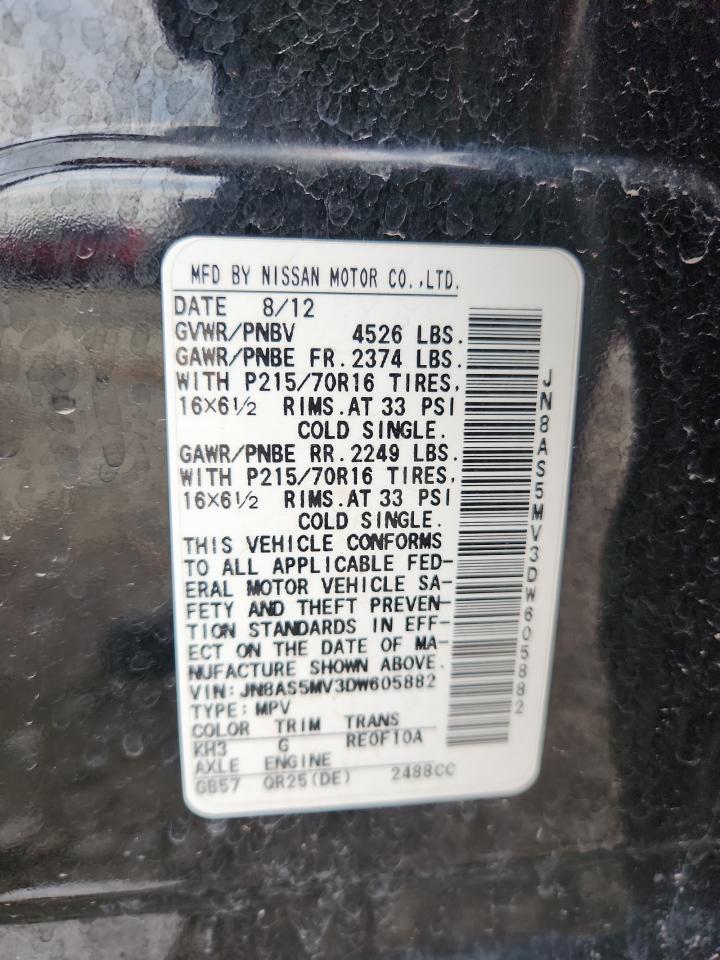 MFD BY NISSAN MOTOR CO.,LTD.
DATE 8/12
GVWR/PNBV 4526 LBS.
GAWR/PNBE FR. 2374 LBS.
WITH P215/70R16 TIRES,
16×6½ RIMS.AT 33 PSI
COLD SINGLE.
GAWR/PNBE RR. 2249 LBS.
WITH P215/70R16 TIRES,
16×6½ RIMS.AT 33 PSI
COLD SINGLE.
THIS VEHICLE CONFORMS
TO ALL APPLICABLE FED-
ERAL MOTOR VEHICLE SA-
FETY AND THEFT PREVEN-
TION STANDARDS IN EFF-
ECT ON THE DATE OF MA-
NUFACTURE SHOWN ABOVE.
VIN: JN8AS5MV3DW605882
TYPE: MPV
COLOR TRIM TRANS
KH3 G RE0F10A
AXLE ENGINE
GB57 QR25(DE) 2488CC
JN8AS5MV3DW605882